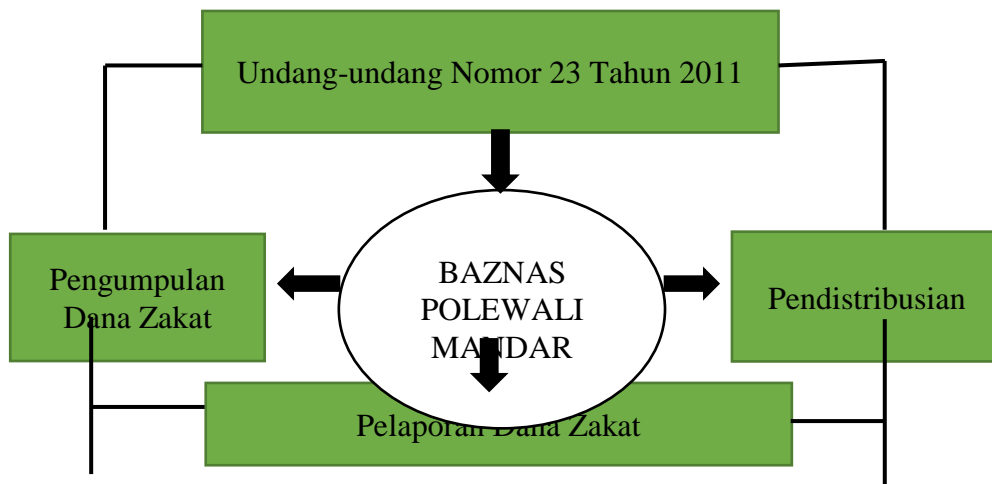 Undang-undang Nomor 23 Tahun 2011
Pengumpulan
Dana Zakat
BAZNAS
POLEWALI
MANDAR
Pendistribusian
Pelaporan Dana Zakat